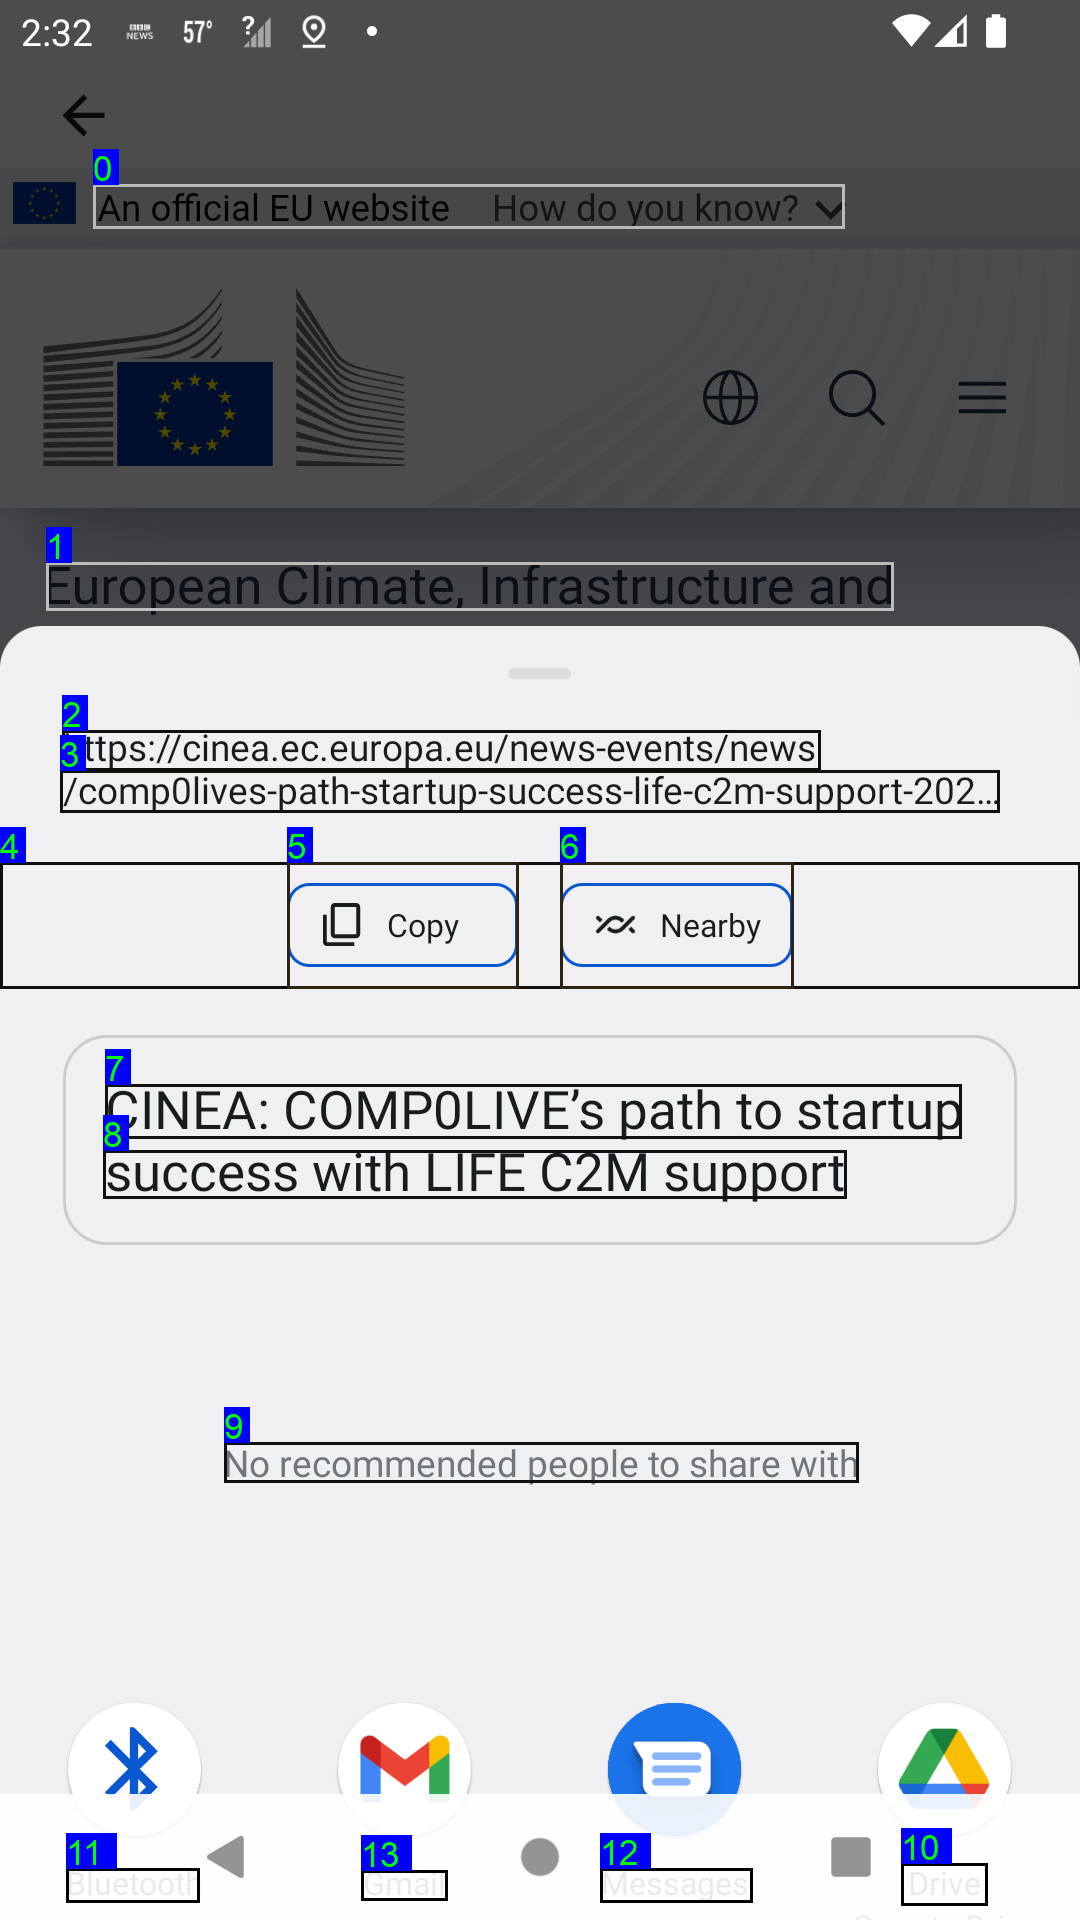 2:32 BBC NEWS 57° ?
0
An official EU website How do you know?
1
European Climate, Infrastructure and
2
https://cinea.ec.europa.eu/news-events/news
3
/comp0lives-path-startup-success-life-c2m-support-202…
4 5 6
Copy Nearby
7
CINEA: COMP0LIVE’s path to startup
8
success with LIFE C2M support
9
No recommended people to share with
11 13 12 10
Bluetooth Gmail Messages Drive